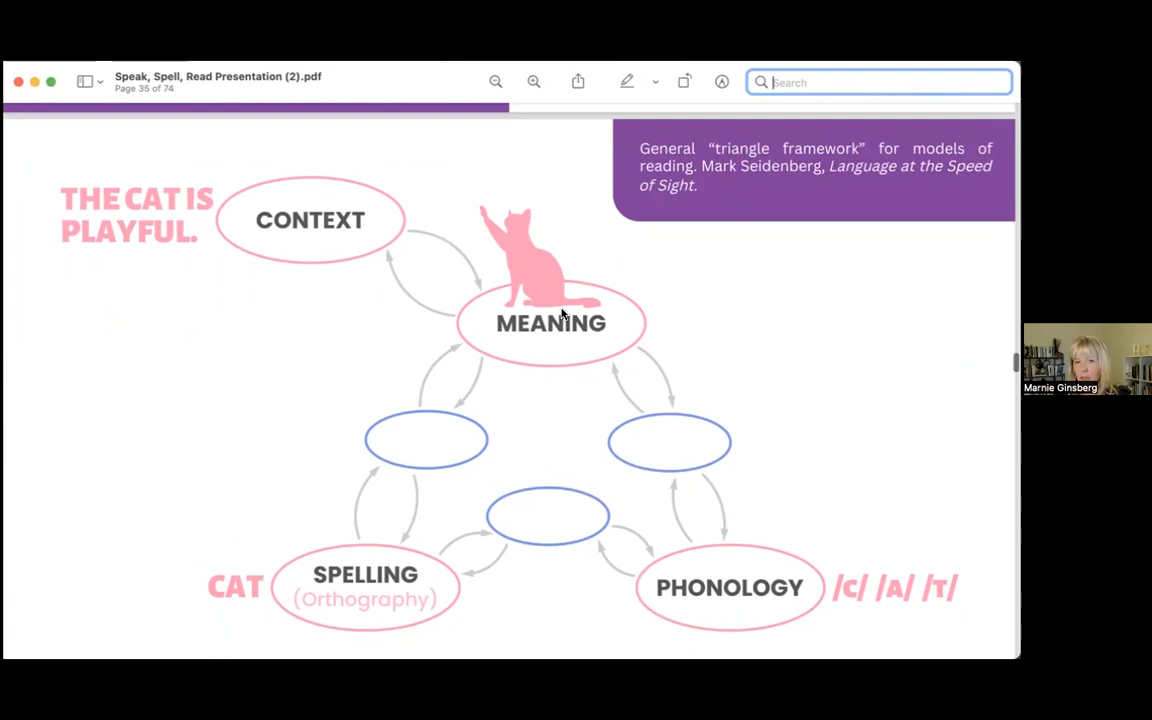 Speak, Spell, Read Presentation (2).pdf
Page 35 of 74
Search
General "triangle framework" for models of
reading. Mark Seidenberg, Language at the Speed
of Sight.
THE CAT IS
PLAYFUL.
CONTEXT
MEANING
CAT
SPELLING
(Orthography)
PHONOLOGY
/C/ /A/ /T/
Marnie Ginsberg